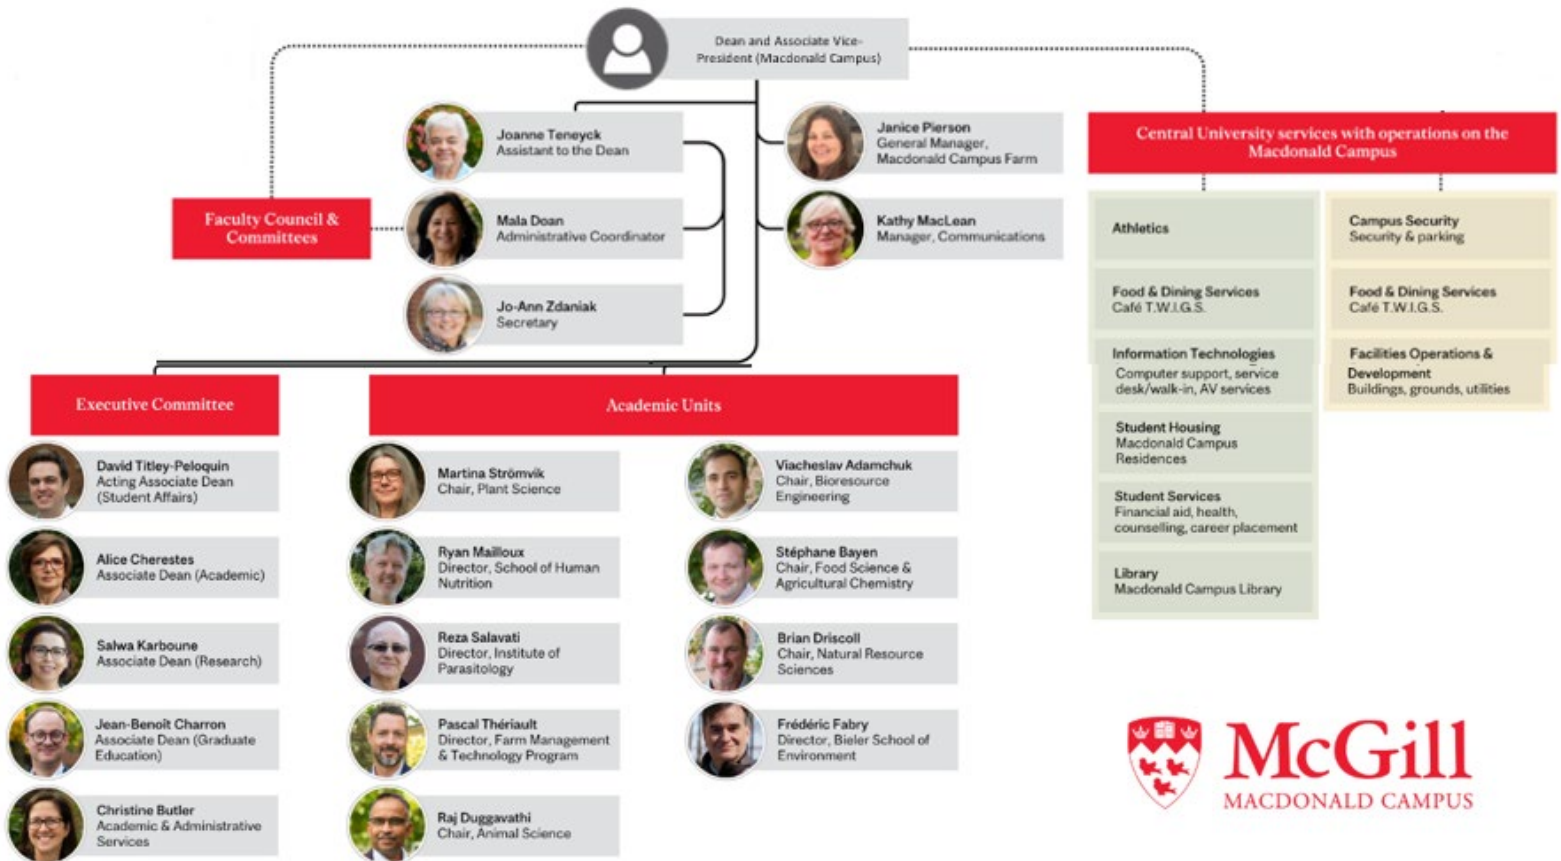 Dean and Associate Vice-
President (Macdonald Campus)
Joanne Teneyck
Assistant to the Dean
Janice Pierson
General Manager,
Macdonald Campus Farm
Central University services with operations on the
Macdonald Campus
Faculty Council &
Committees
Mala Doan
Administrative Coordinator
Kathy MacLean
Manager, Communications
Jo-Ann Zdaniak
Secretary
Athletics
Food & Dining Services
Café T.W.I.G.S.
Information Technologies
Computer support, service
desk/walk-in, AV services
Student Housing
Macdonald Campus
Residences
Student Services
Financial aid, health,
counselling, career placement
Library
Macdonald Campus Library
Campus Security
Security & parking
Food & Dining Services
Café T.W.I.G.S.
Facilities Operations &
Development
Buildings, grounds, utilities
Executive Committee
David Titley-Peloquin
Acting Associate Dean
(Student Affairs)
Alice Cherestes
Associate Dean (Academic)
Salwa Karboune
Associate Dean (Research)
Jean-Benoît Charron
Associate Dean (Graduate
Education)
Christine Butler
Academic & Administrative
Services
Academic Units
Martina Strömvik
Chair, Plant Science
Ryan Mailloux
Director, School of Human
Nutrition
Reza Salavati
Director, Institute of
Parasitology
Pascal Thériault
Director, Farm Management
& Technology Program
Raj Duggavathi
Chair, Animal Science
Viacheslav Adamchuk
Chair, Bioresource
Engineering
Stéphane Bayen
Chair, Food Science &
Agricultural Chemistry
Brian Driscoll
Chair, Natural Resource
Sciences
Frédéric Fabry
Director, Bieler School of
Environment
McGill
MACDONALD CAMPUS